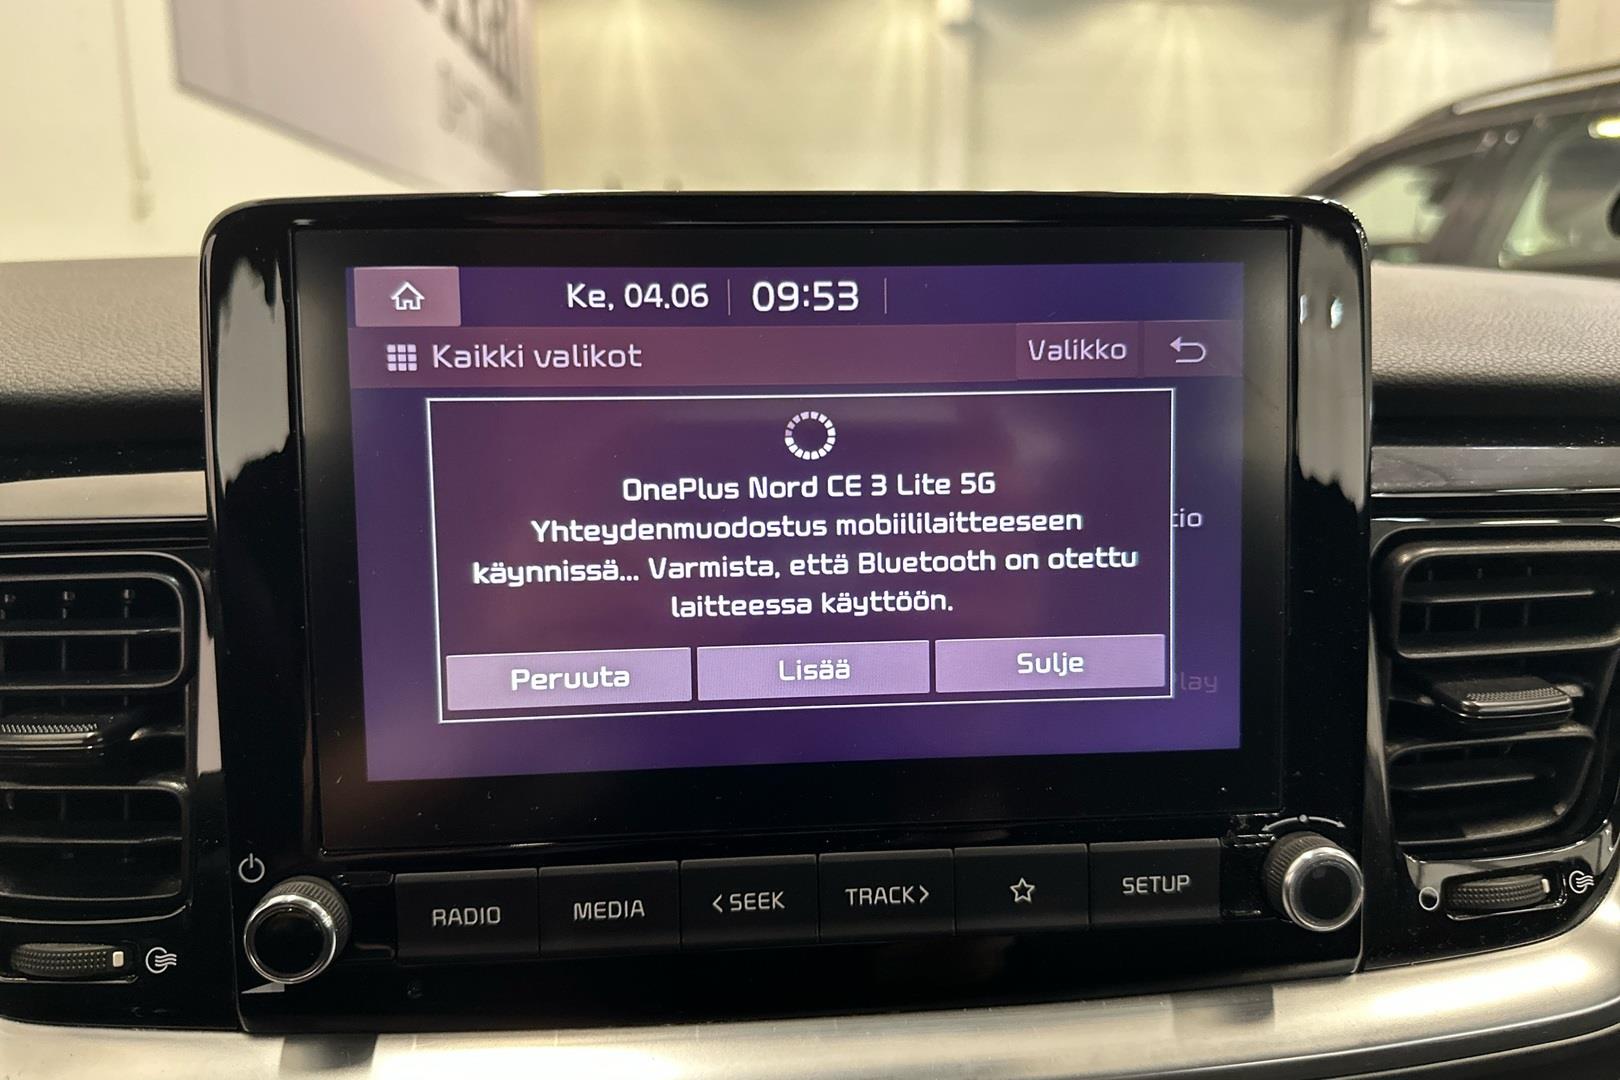 Ke, 04.06 09:53
Kaikki valikot Valikko
OnePlus Nord CE 3 Lite 5G
Yhteydenmuodostus mobiililaitteeseen
käynnissä... Varmista, että Bluetooth on otettu
laitteessa käyttöön.
Peruuta Lisää Sulje
RADIO MEDIA <SEEK TRACK> SETUP